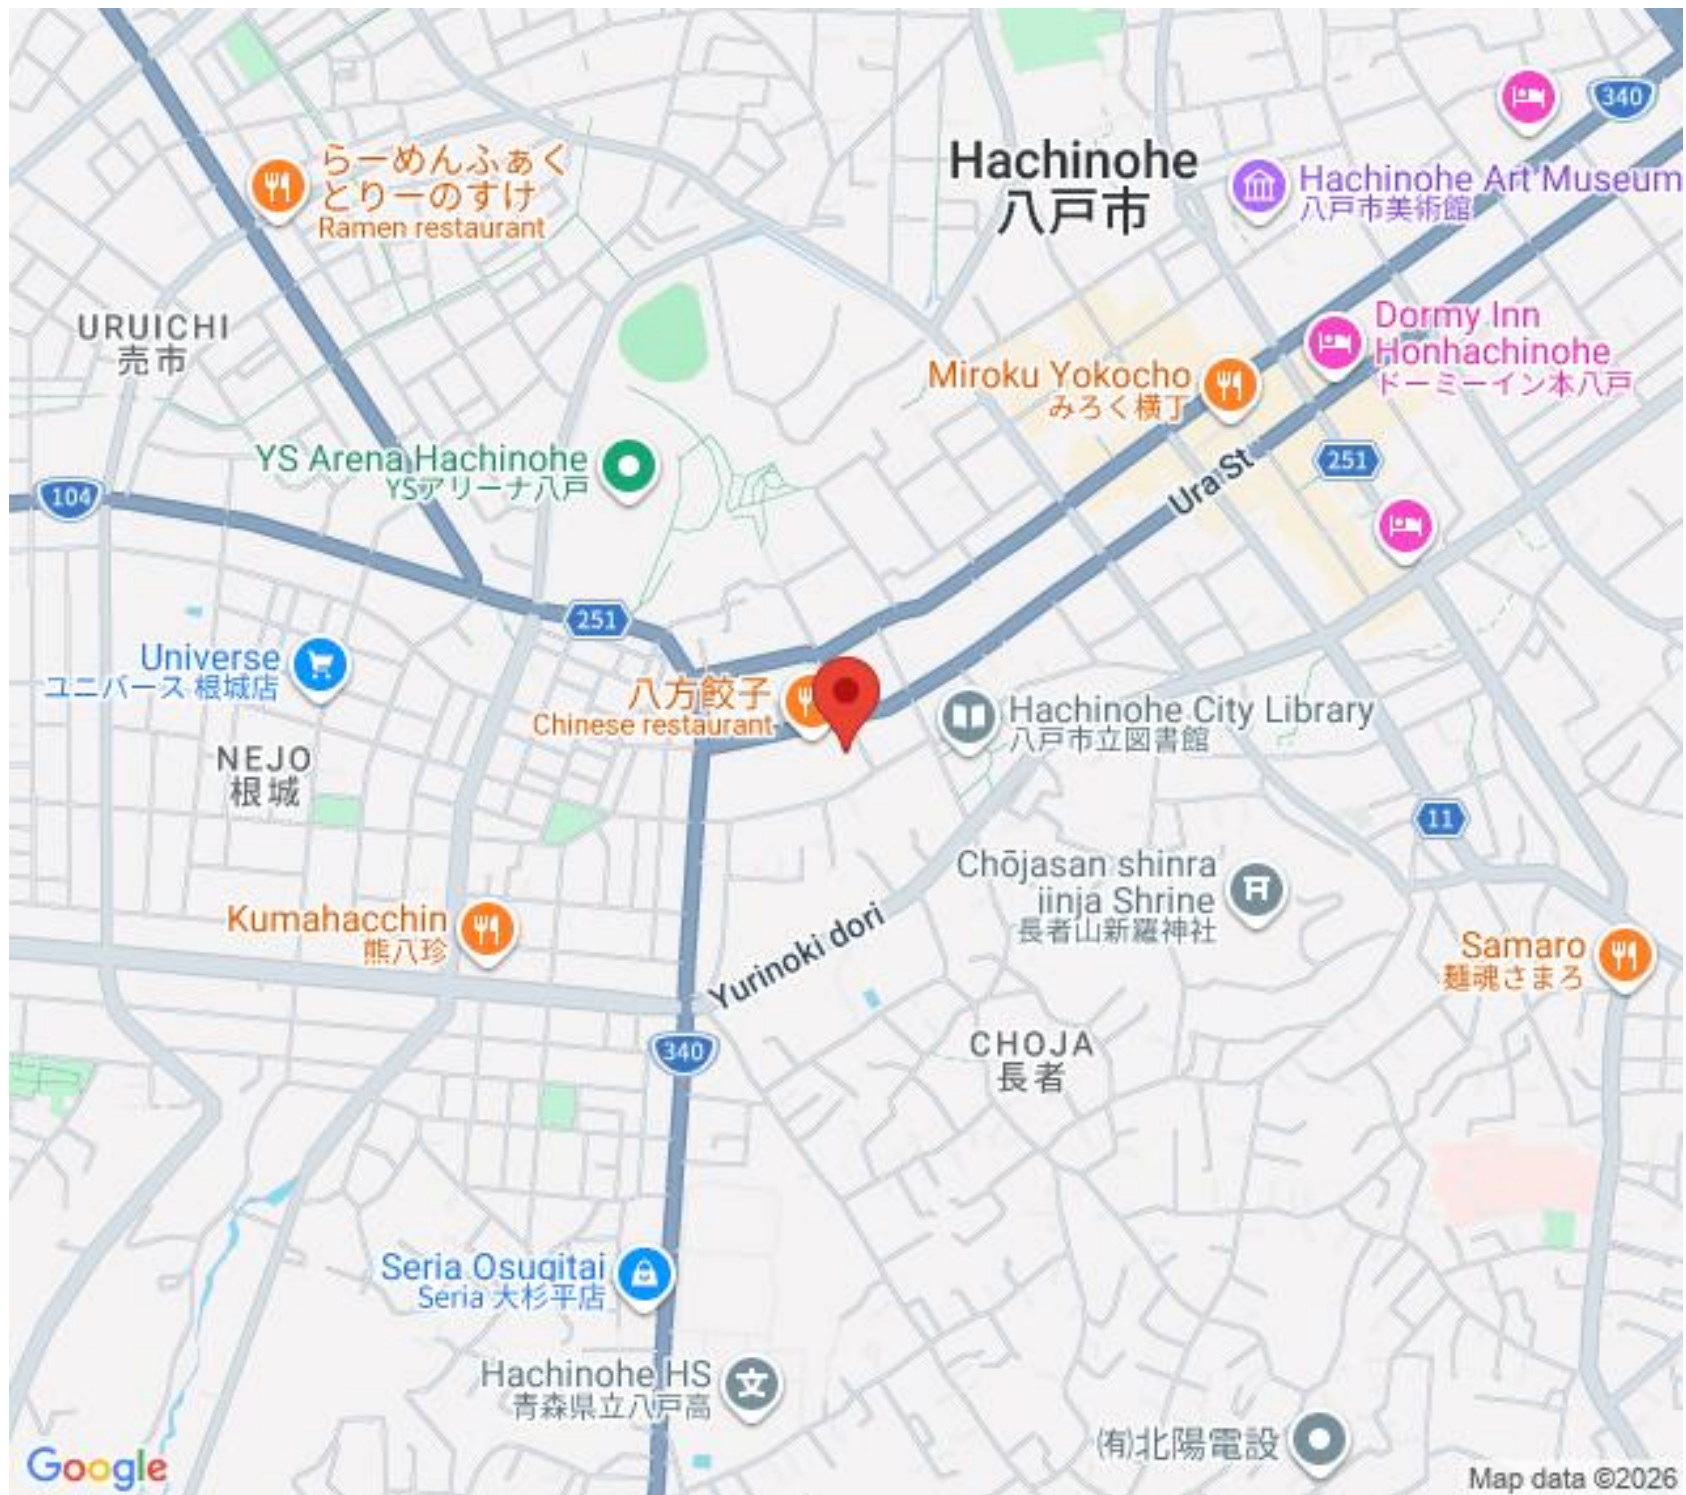 340
Hachinohe
八戸市
Hachinohe Art Museum
八戸市美術館
らーめんふぁく
とりーのすけ
Ramen restaurant
URUICHI
売市
Dormy Inn
Honhachinohe
ドーミーイン本八戸
Miroku Yokocho
みろく横丁
YS Arena Hachinohe
YSアリーナ八戸
251
Ura St
104
251
Universe
ユニバース 根城店
八方餃子
Chinese restaurant
Hachinohe City Library
八戸市立図書館
NEJO
根城
11
Chōjasan shinra
jinja Shrine
長者山新羅神社
Kumahacchin
熊八珍
Yurinoki dori
Samaro
麺魂さまろ
340
CHOJA
長者
Seria Osugitai
Seria 大杉平店
Hachinohe HS
青森県立八戸高
㈲北陽電設
Google
Map data ©2026